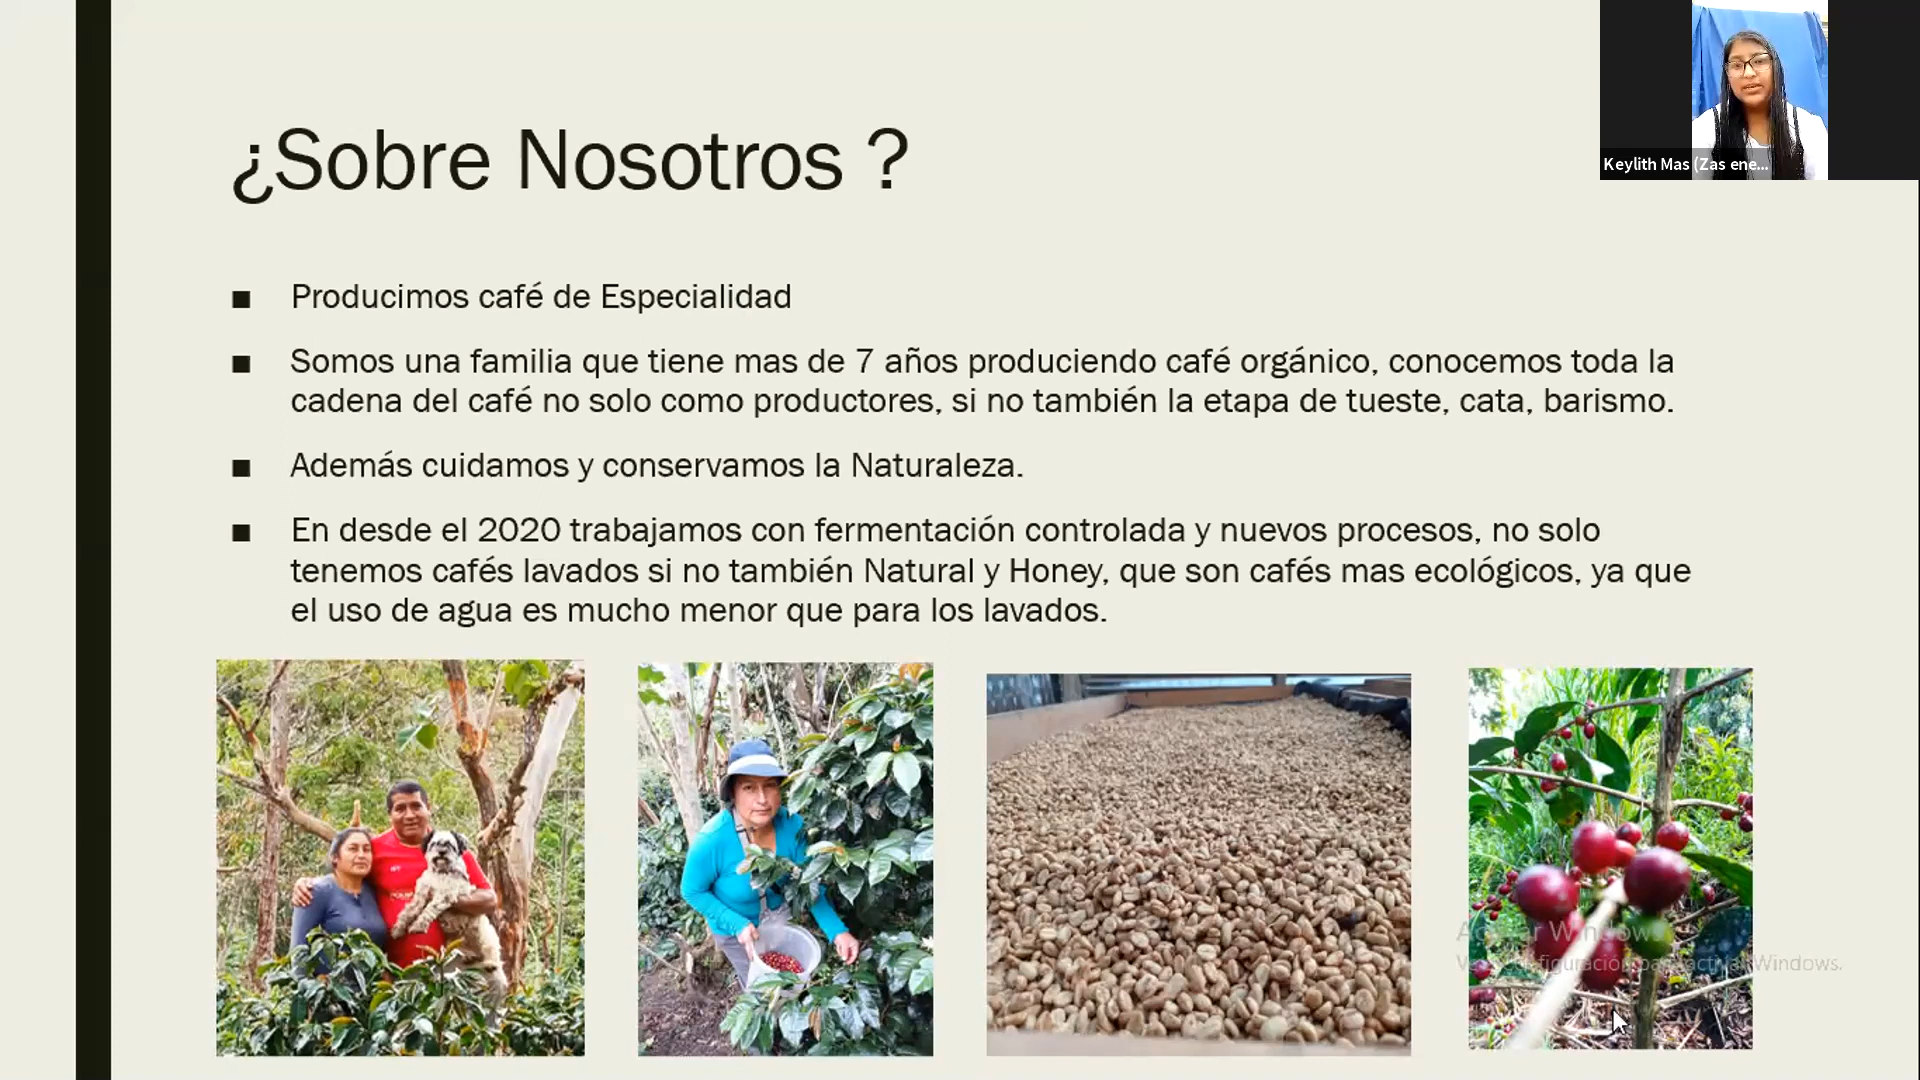 Keylith Mas (Zas ene...
¿Sobre Nosotros ?
■ Producimos café de Especialidad
■ Somos una familia que tiene mas de 7 años produciendo café orgánico, conocemos toda la
cadena del café no solo como productores, si no también la etapa de tueste, cata, barismo.
■ Además cuidamos y conservamos la Naturaleza.
■ En desde el 2020 trabajamos con fermentación controlada y nuevos procesos, no solo
tenemos cafés lavados si no también Natural y Honey, que son cafés mas ecológicos, ya que
el uso de agua es mucho menor que para los lavados.
Activar Windows
Ve a Configuración para activar Windows.